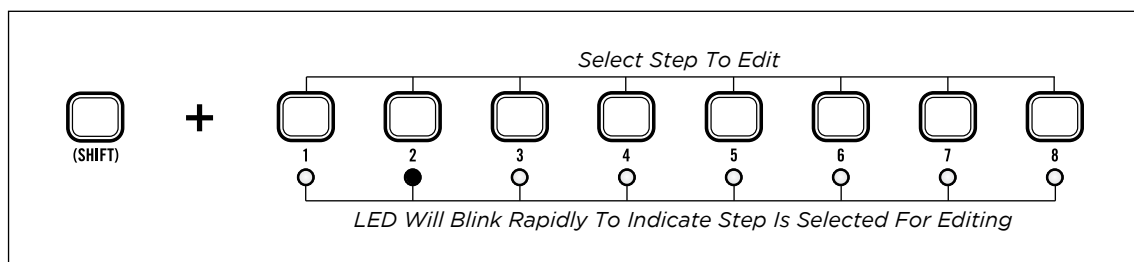 Select Step To Edit
+
(SHIFT)
1 2 3 4 5 6 7 8
LED Will Blink Rapidly To Indicate Step Is Selected For Editing